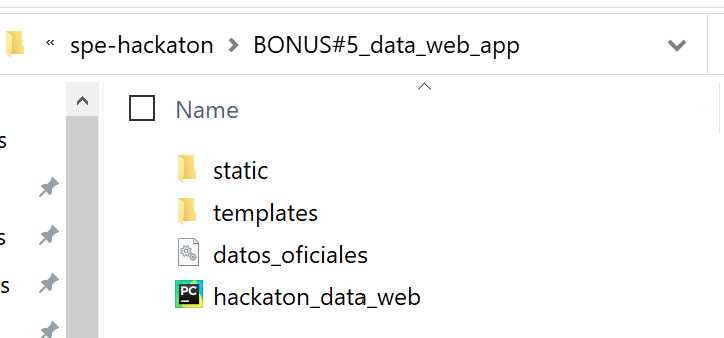 « spe-hackaton > BONUS#5_data_web_app
Name
s
static
templates
s
datos_oficiales
s
PC hackaton_data_web